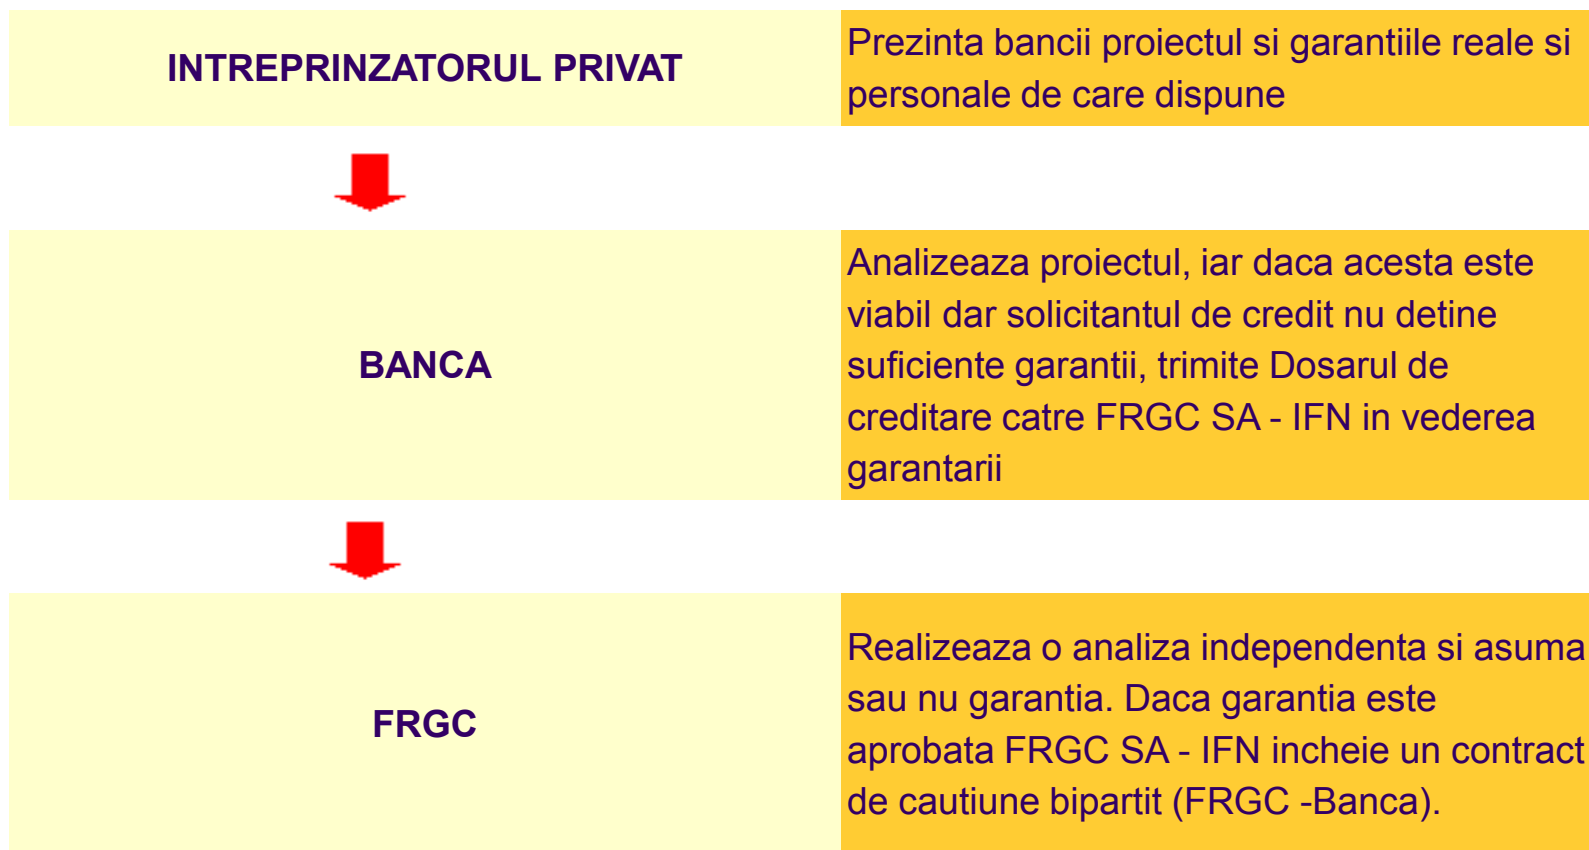 INTREPRINZATORUL PRIVAT
Prezinta bancii proiectul si garantiile reale si
personale de care dispune
BANCA
Analizeaza proiectul, iar daca acesta este
viabil dar solicitantul de credit nu detine
suficiente garantii, trimite Dosarul de
creditare catre FRGC SA - IFN in vederea
garantarii
FRGC
Realizeaza o analiza independenta si asuma
sau nu garantia. Daca garantia este
aprobata FRGC SA - IFN incheie un contract
de cautiune bipartit (FRGC -Banca).